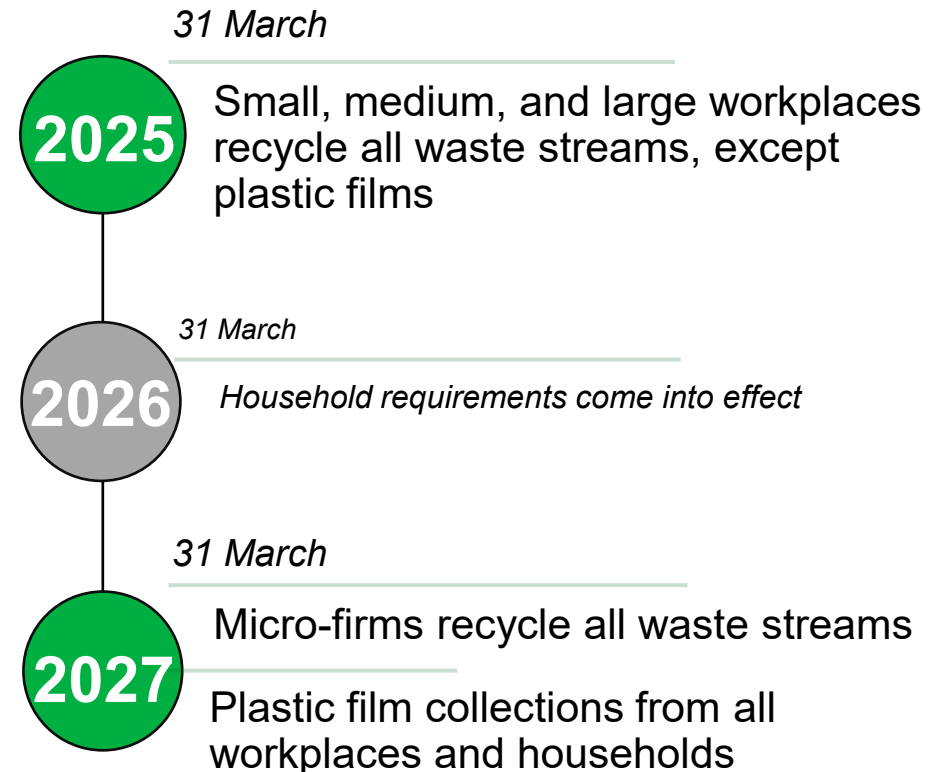 31 March
2025
Small, medium, and large workplaces
recycle all waste streams, except
plastic films
31 March
2026
Household requirements come into effect
31 March
2027
Micro-firms recycle all waste streams
Plastic film collections from all
workplaces and households